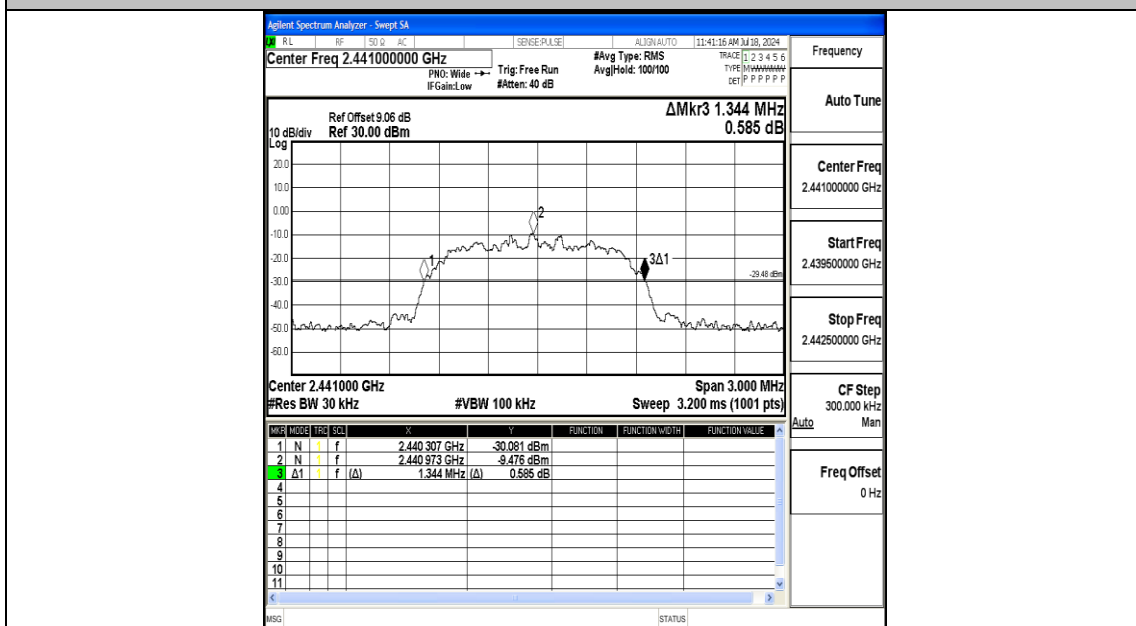 Agilent Spectrum Analyzer - Swept SA
LXI RL RF 50 Ω AC SENSE:PULSE ALIGNAUTO 11:41:16 AM Jul 18, 2024
Center Freq 2.441000000 GHz
PNO: Wide
IFGain:Low
Trig: Free Run
#Atten: 40 dB
#Avg Type: RMS
Avg|Hold: 100/100
TRACE 1 2 3 4 5 6
TYPE MWWWWW
DET P P P P P P
Frequency
Auto Tune
ΔMkr3 1.344 MHz
0.585 dB
Ref Offset 9.06 dB
10 dB/div Ref 30.00 dBm
Log
20.0
10.0
0.00
-10.0
-20.0
-30.0
-40.0
-50.0
-60.0
1
2
3Δ1
-29.48 dBm
Center Freq
2.441000000 GHz
Start Freq
2.439500000 GHz
Stop Freq
2.442500000 GHz
CF Step
300.000 kHz
Auto Man
Freq Offset
0 Hz
Center 2.441000 GHz Span 3.000 MHz
#Res BW 30 kHz #VBW 100 kHz Sweep 3.200 ms (1001 pts)
MKR MODE TRC SCL X Y FUNCTION FUNCTION WIDTH FUNCTION VALUE
1 N 1 f 2.440 307 GHz -30.081 dBm
2 N 1 f 2.440 973 GHz -9.476 dBm
3 Δ1 1 f (Δ) 1.344 MHz (Δ) 0.585 dB
4
5
6
7
8
9
10
11
MSG STATUS